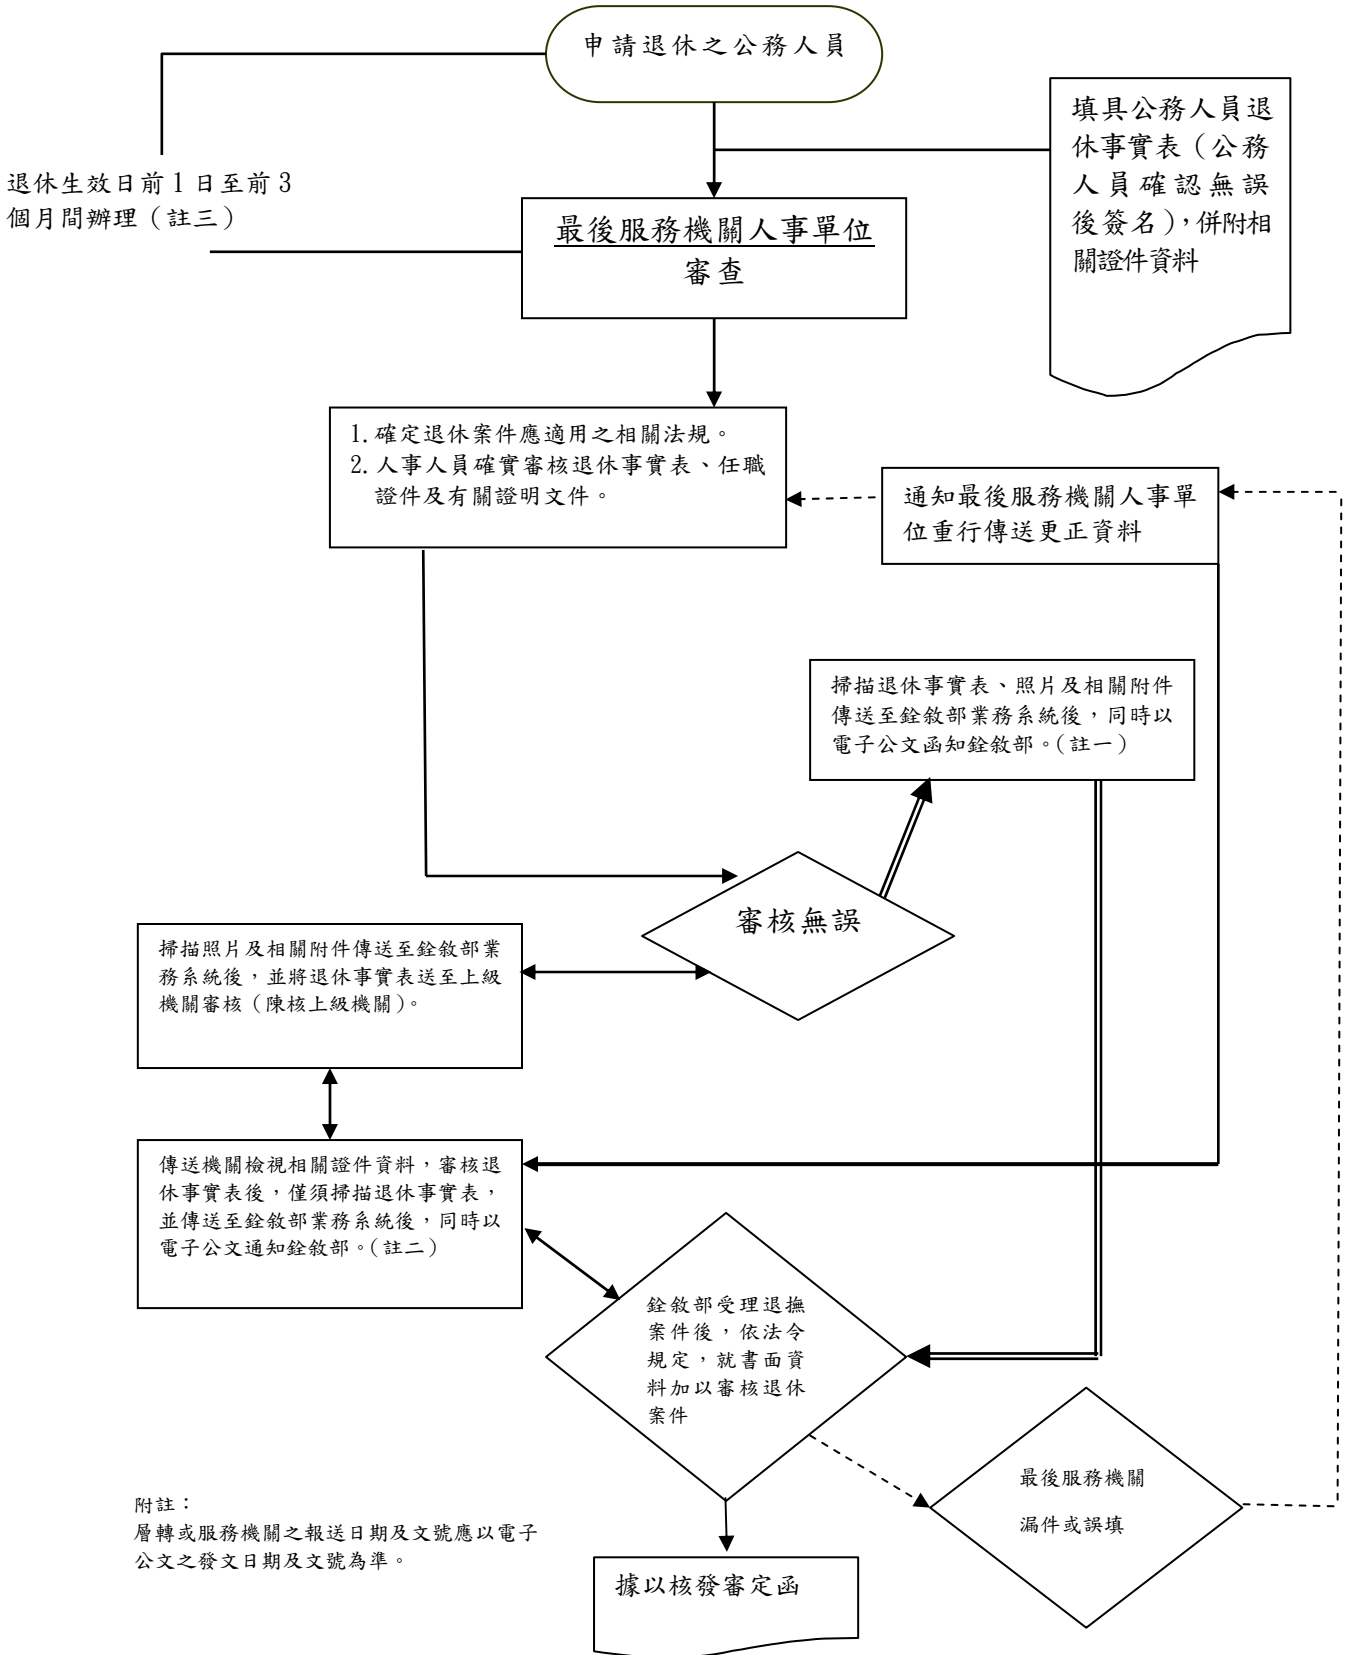 申請退休之公務人員
填具公務人員退
休事實表（公務
人員確認無誤
後簽名），併附相
關證件資料
退休生效日前1日至前3
個月間辦理（註三）
最後服務機關人事單位
審查
1.確定退休案件應適用之相關法規。
2.人事人員確實審核退休事實表、任職
證件及有關證明文件。
通知最後服務機關人事單
位重行傳送更正資料
掃描退休事實表、照片及相關附件
傳送至銓敘部業務系統後，同時以
電子公文函知銓敘部。（註一）
審核無誤
掃描照片及相關附件傳送至銓敘部業
務系統後，並將退休事實表送至上級
機關審核（陳核上級機關）。
傳送機關檢視相關證件資料，審核退
休事實表後，僅須掃描退休事實表，
並傳送至銓敘部業務系統後，同時以
電子公文通知銓敘部。（註二）
銓敘部受理退撫
案件後，依法令
規定，就書面資
料加以審核退休
案件
最後服務機關
漏件或誤填
附註：
層轉或服務機關之報送日期及文號應以電子
公文之發文日期及文號為準。
據以核發審定函